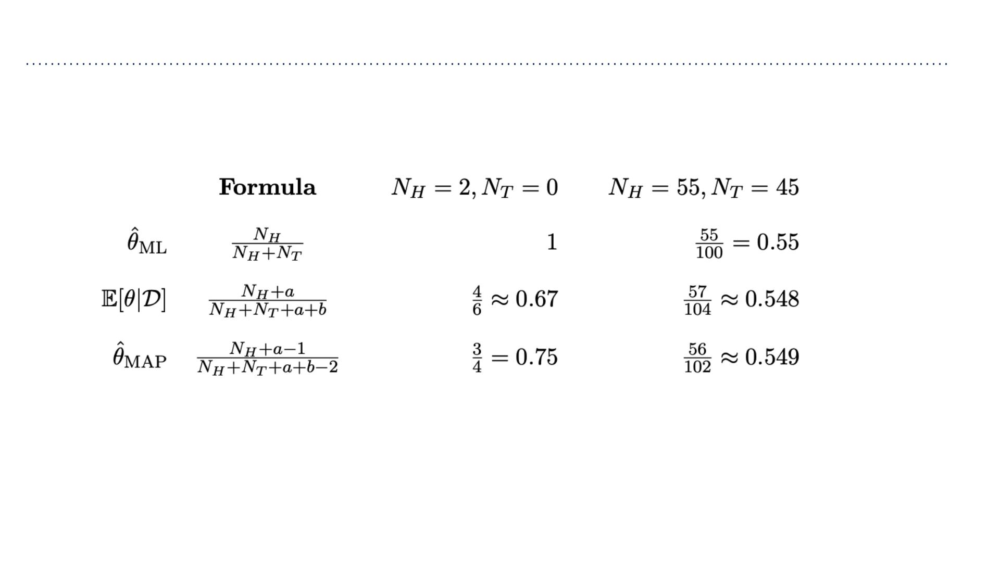 Formula N_H = 2, N_T = 0 N_H = 55, N_T = 45
θ̂_ML N_H/(N_H+N_T) 1 55/100 = 0.55
𝔼[θ|𝒟] (N_H+a)/(N_H+N_T+a+b) 4/6 ≈ 0.67 57/104 ≈ 0.548
θ̂_MAP (N_H+a−1)/(N_H+N_T+a+b−2) 3/4 = 0.75 56/102 ≈ 0.549